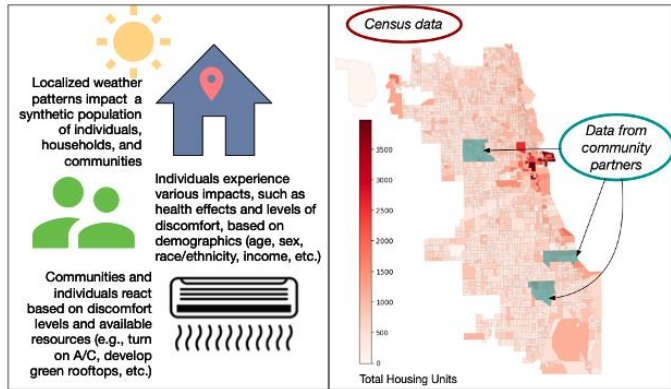 Localized weather
patterns impact a
synthetic population
of individuals,
households, and
communities
Individuals experience
various impacts, such as
health effects and levels of
discomfort, based on
demographics (age, sex,
race/ethnicity, income, etc.)
Communities and
individuals react
based on discomfort
levels and available
resources (e.g., turn
on A/C, develop
green rooftops, etc.)
Census data
Data from
community
partners
3500
3000
2500
2000
1500
1000
500
0
Total Housing Units